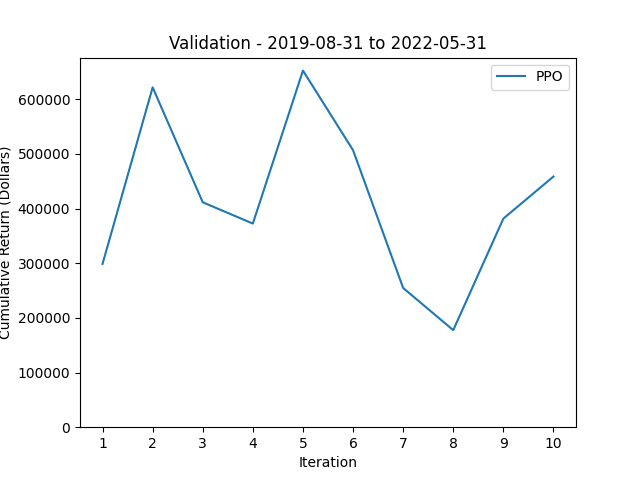 Validation - 2019-08-31 to 2022-05-31
PPO
Cumulative Return (Dollars)
600000
500000
400000
300000
200000
100000
0
1 2 3 4 5 6 7 8 9 10
Iteration